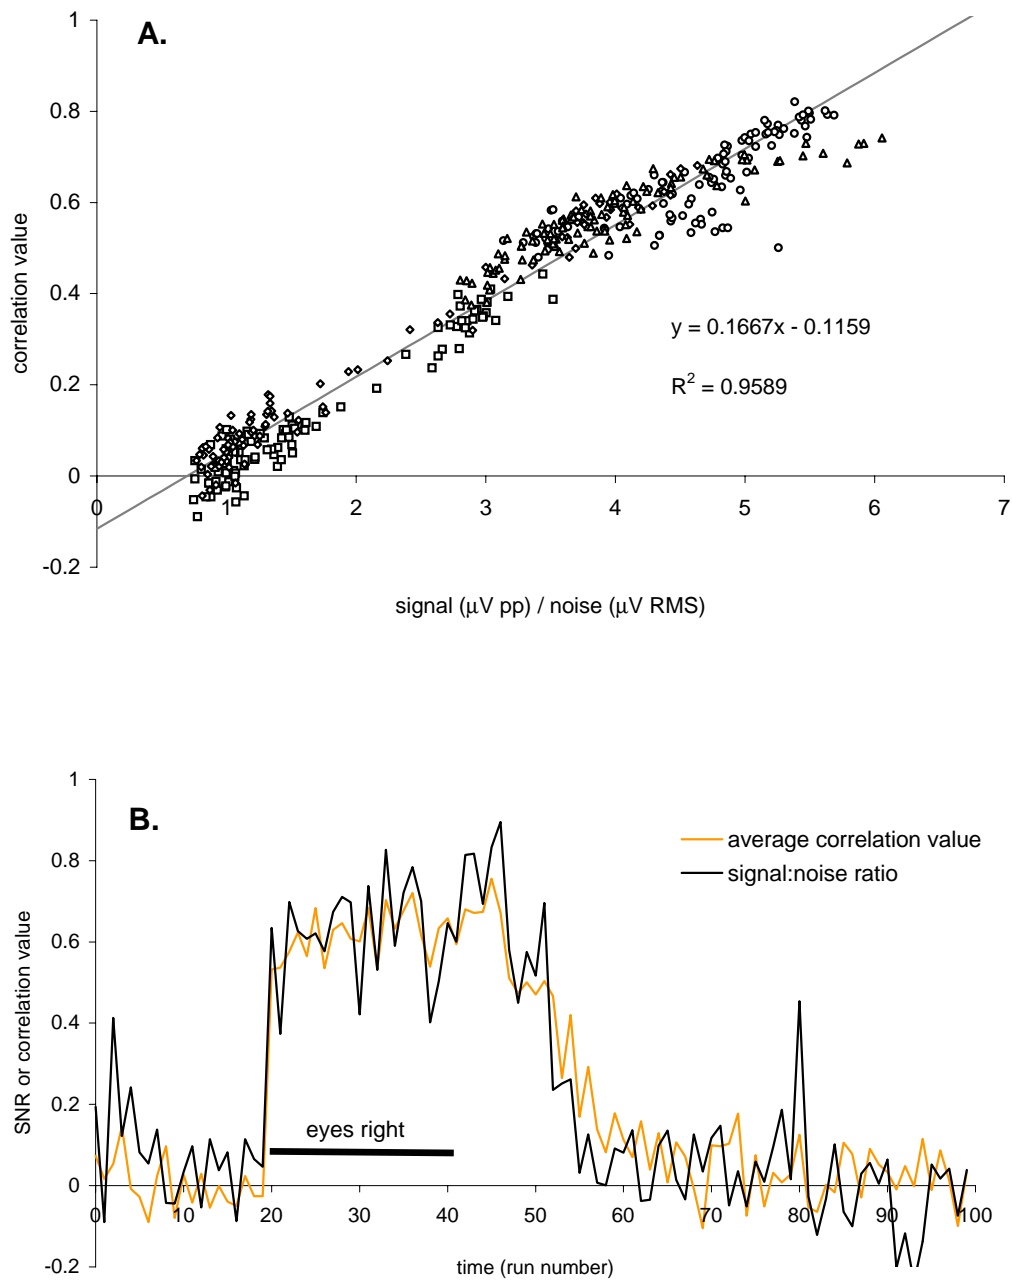 A.
1
0.8
0.6
0.4
0.2
0
-0.2
correlation value
y = 0.1667x - 0.1159
R² = 0.9589
0 1 2 3 4 5 6 7
signal (μV pp) / noise (μV RMS)
B.
1
0.8
0.6
0.4
0.2
0
-0.2
SNR or correlation value
average correlation value
signal:noise ratio
eyes right
0 10 20 30 40 50 60 70 80 90 100
time (run number)